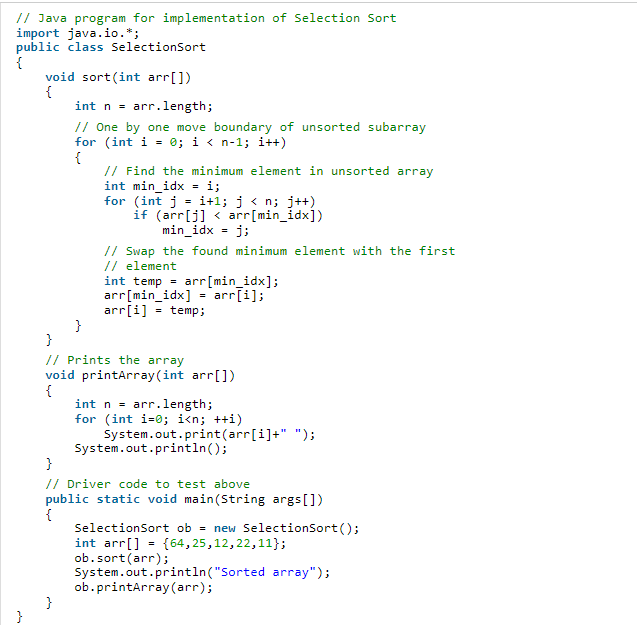 // Java program for implementation of Selection Sort
import java.io.*;
public class SelectionSort
{
    void sort(int arr[])
    {
        int n = arr.length;
        // One by one move boundary of unsorted subarray
        for (int i = 0; i < n-1; i++)
        {
            // Find the minimum element in unsorted array
            int min_idx = i;
            for (int j = i+1; j < n; j++)
                if (arr[j] < arr[min_idx])
                    min_idx = j;
            // Swap the found minimum element with the first
            // element
            int temp = arr[min_idx];
            arr[min_idx] = arr[i];
            arr[i] = temp;
        }
    }
    // Prints the array
    void printArray(int arr[])
    {
        int n = arr.length;
        for (int i=0; i<n; ++i)
            System.out.print(arr[i]+" ");
        System.out.println();
    }
    // Driver code to test above
    public static void main(String args[])
    {
        SelectionSort ob = new SelectionSort();
        int arr[] = {64,25,12,22,11};
        ob.sort(arr);
        System.out.println("Sorted array");
        ob.printArray(arr);
    }
}